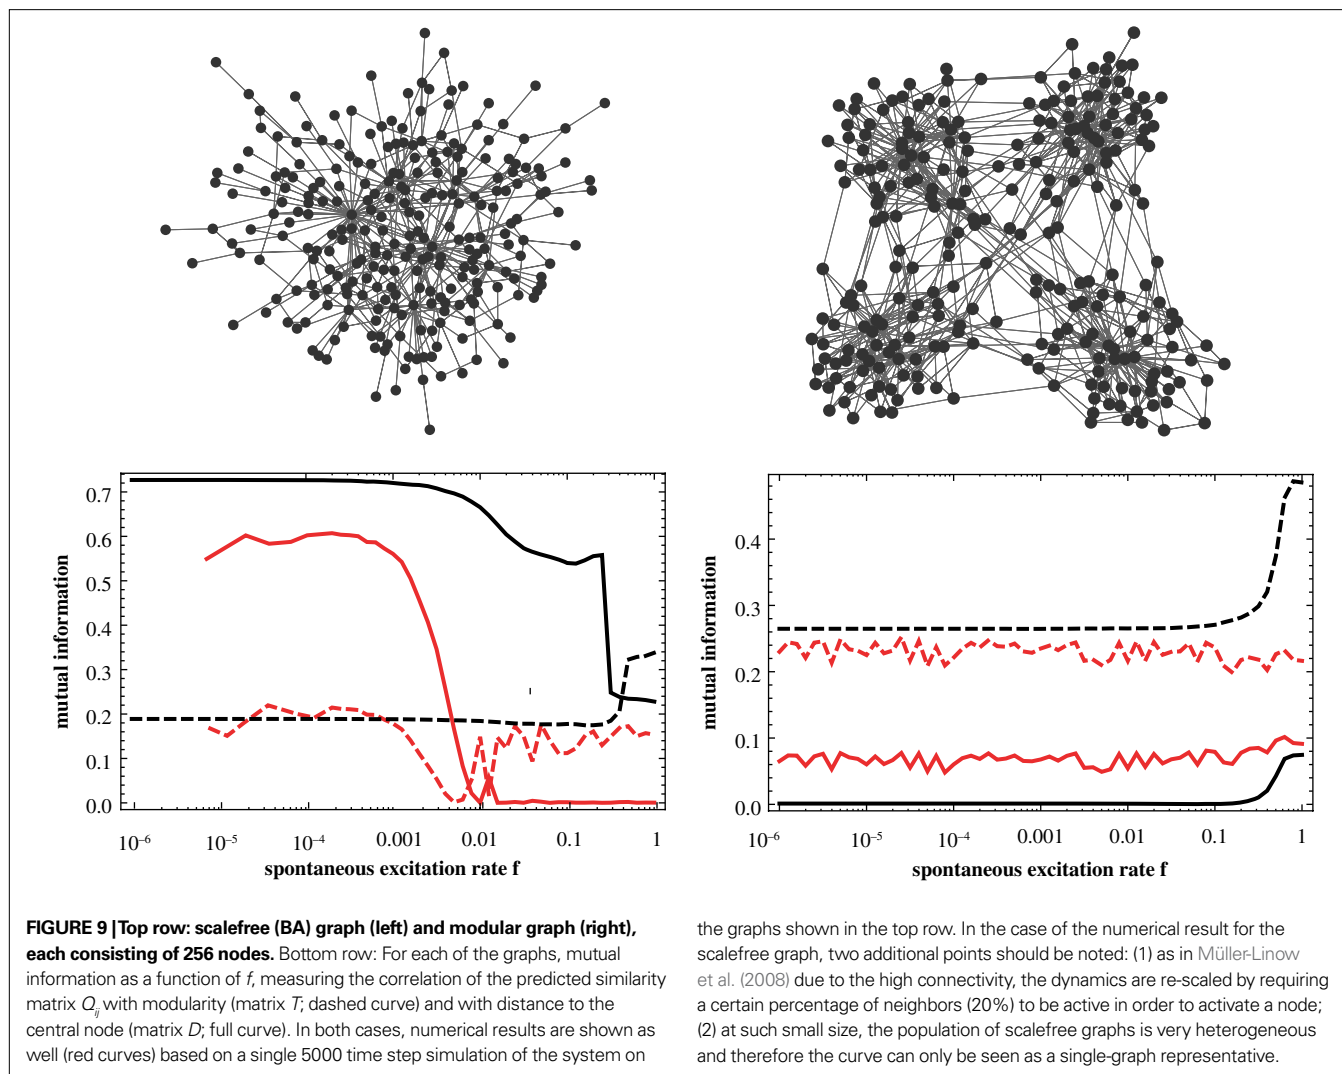 0.7
0.6
0.5
0.4
0.3
0.2
0.1
0.0
mutual information
10⁻⁶ 10⁻⁵ 10⁻⁴ 0.001 0.01 0.1 1
spontaneous excitation rate f
0.4
0.3
0.2
0.1
0.0
mutual information
10⁻⁶ 10⁻⁵ 10⁻⁴ 0.001 0.01 0.1 1
spontaneous excitation rate f
FIGURE 9 | Top row: scalefree (BA) graph (left) and modular graph (right),
each consisting of 256 nodes. Bottom row: For each of the graphs, mutual
information as a function of f, measuring the correlation of the predicted similarity
matrix Qᵢⱼ with modularity (matrix T; dashed curve) and with distance to the
central node (matrix D; full curve). In both cases, numerical results are shown as
well (red curves) based on a single 5000 time step simulation of the system on
the graphs shown in the top row. In the case of the numerical result for the
scalefree graph, two additional points should be noted: (1) as in Müller-Linow
et al. (2008) due to the high connectivity, the dynamics are re-scaled by requiring
a certain percentage of neighbors (20%) to be active in order to activate a node;
(2) at such small size, the population of scalefree graphs is very heterogeneous
and therefore the curve can only be seen as a single-graph representative.